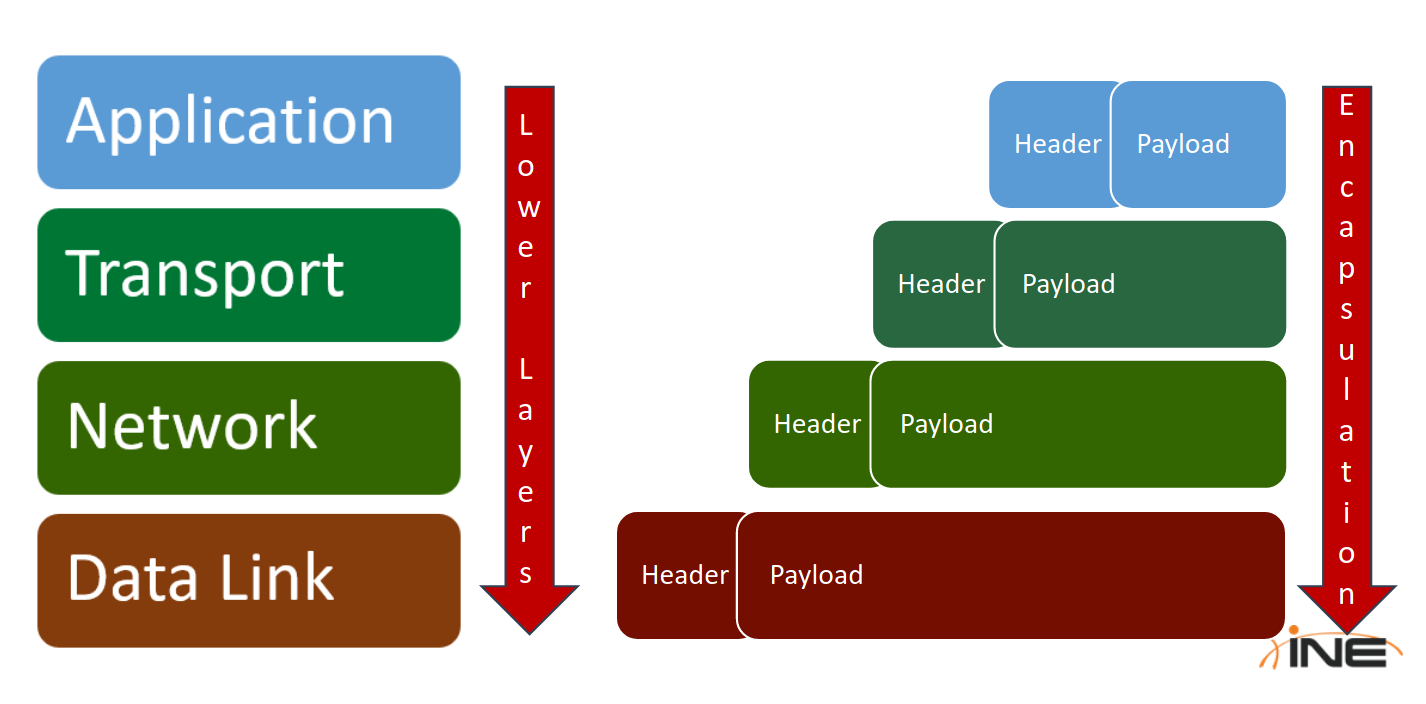 Application
Transport
Network
Data Link
Lower Layers
Header
Payload
Header
Payload
Header
Payload
Header
Payload
Encapsulation
iNE